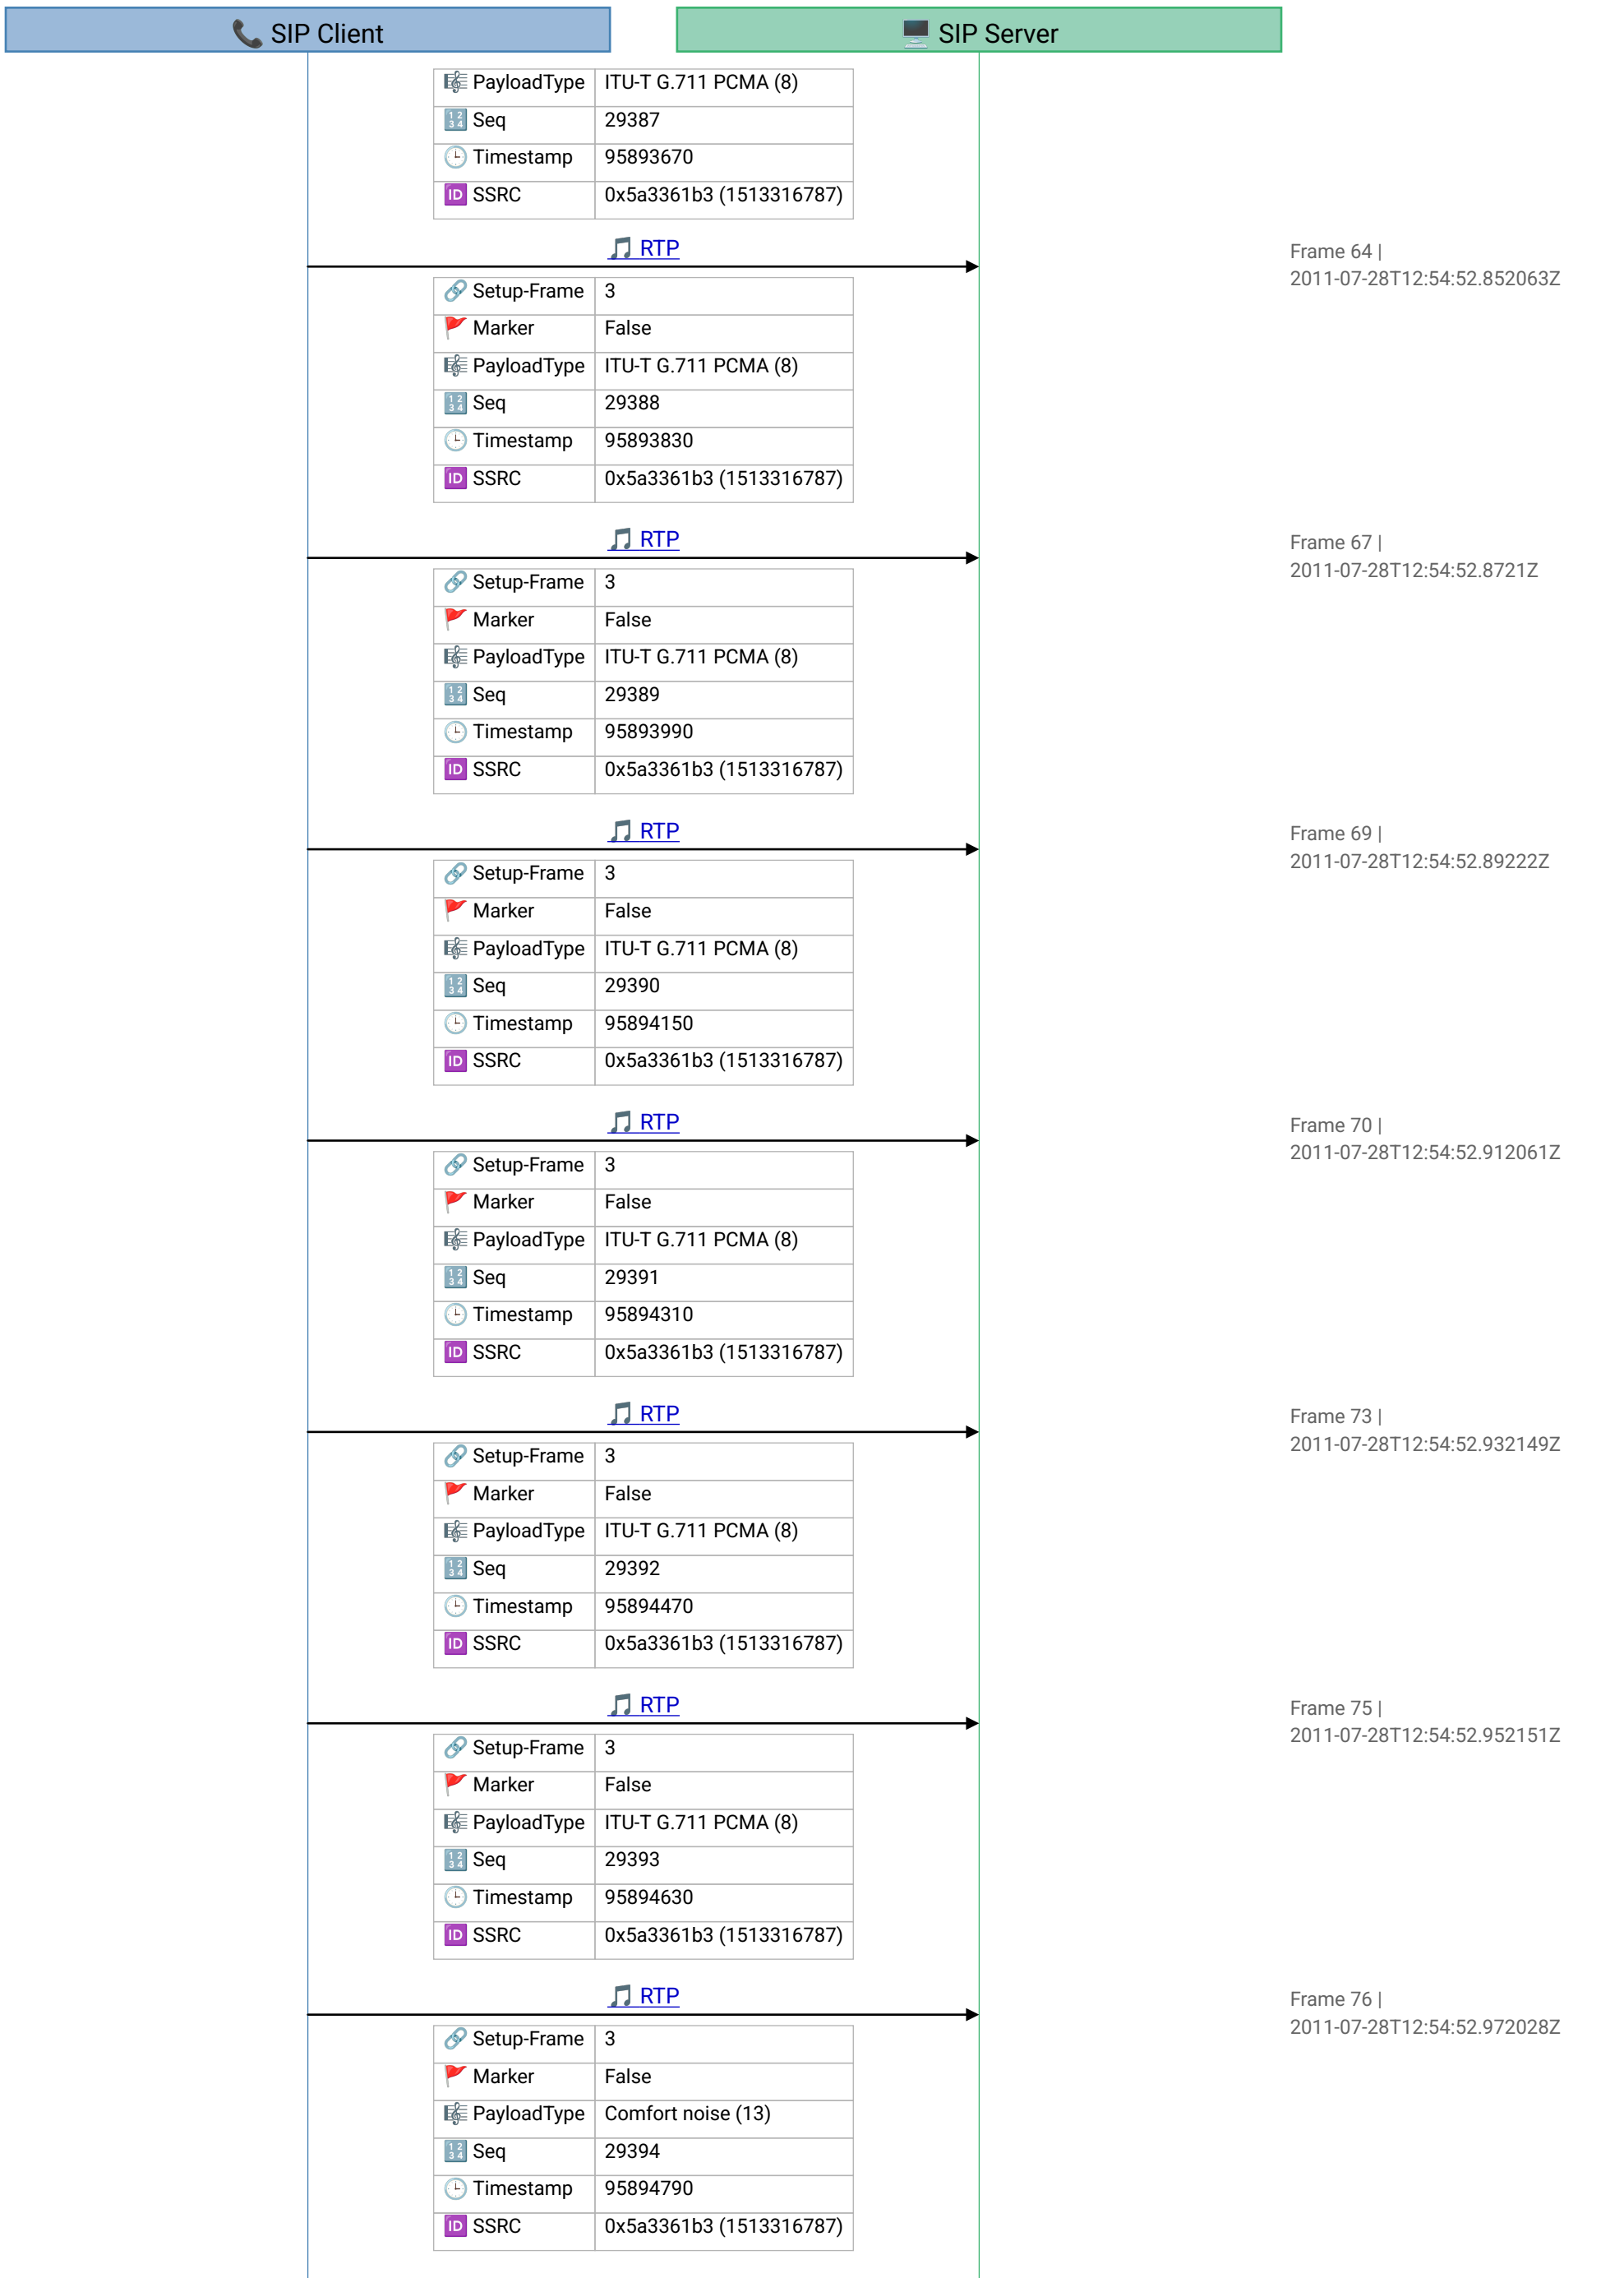 SIP Client
SIP Server
PayloadType ITU-T G.711 PCMA (8)
Seq 29387
Timestamp 95893670
SSRC 0x5a3361b3 (1513316787)
RTP
Frame 64 |
2011-07-28T12:54:52.852063Z
Setup-Frame 3
Marker False
PayloadType ITU-T G.711 PCMA (8)
Seq 29388
Timestamp 95893830
SSRC 0x5a3361b3 (1513316787)
RTP
Frame 67 |
2011-07-28T12:54:52.8721Z
Setup-Frame 3
Marker False
PayloadType ITU-T G.711 PCMA (8)
Seq 29389
Timestamp 95893990
SSRC 0x5a3361b3 (1513316787)
RTP
Frame 69 |
2011-07-28T12:54:52.89222Z
Setup-Frame 3
Marker False
PayloadType ITU-T G.711 PCMA (8)
Seq 29390
Timestamp 95894150
SSRC 0x5a3361b3 (1513316787)
RTP
Frame 70 |
2011-07-28T12:54:52.912061Z
Setup-Frame 3
Marker False
PayloadType ITU-T G.711 PCMA (8)
Seq 29391
Timestamp 95894310
SSRC 0x5a3361b3 (1513316787)
RTP
Frame 73 |
2011-07-28T12:54:52.932149Z
Setup-Frame 3
Marker False
PayloadType ITU-T G.711 PCMA (8)
Seq 29392
Timestamp 95894470
SSRC 0x5a3361b3 (1513316787)
RTP
Frame 75 |
2011-07-28T12:54:52.952151Z
Setup-Frame 3
Marker False
PayloadType ITU-T G.711 PCMA (8)
Seq 29393
Timestamp 95894630
SSRC 0x5a3361b3 (1513316787)
RTP
Frame 76 |
2011-07-28T12:54:52.972028Z
Setup-Frame 3
Marker False
PayloadType Comfort noise (13)
Seq 29394
Timestamp 95894790
SSRC 0x5a3361b3 (1513316787)